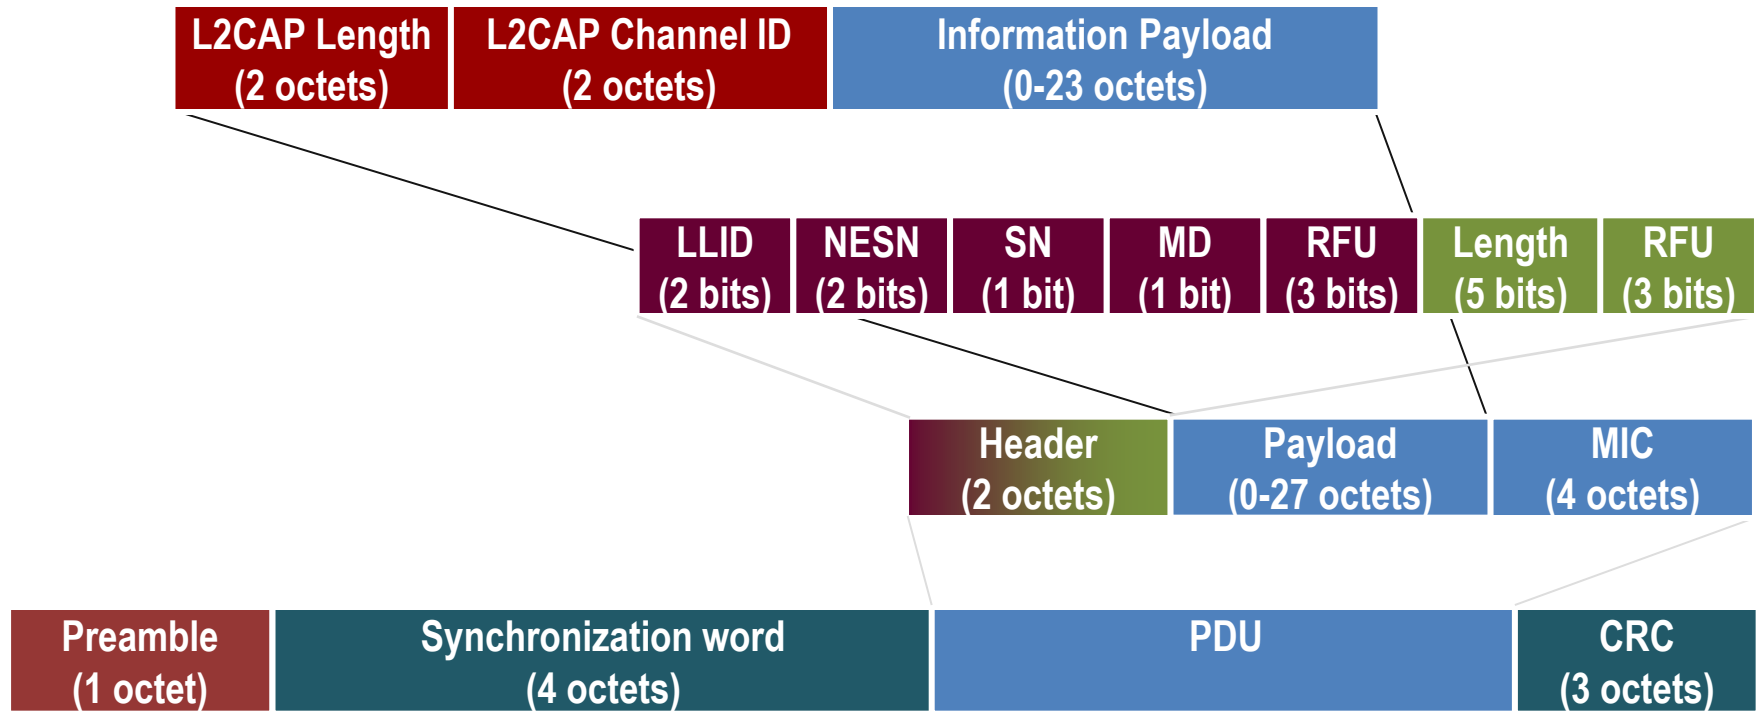 L2CAP Length
(2 octets)
L2CAP Channel ID
(2 octets)
Information Payload
(0-23 octets)
LLID
(2 bits)
NESN
(2 bits)
SN
(1 bit)
MD
(1 bit)
RFU
(3 bits)
Length
(5 bits)
RFU
(3 bits)
Header
(2 octets)
Payload
(0-27 octets)
MIC
(4 octets)
Preamble
(1 octet)
Synchronization word
(4 octets)
PDU
CRC
(3 octets)